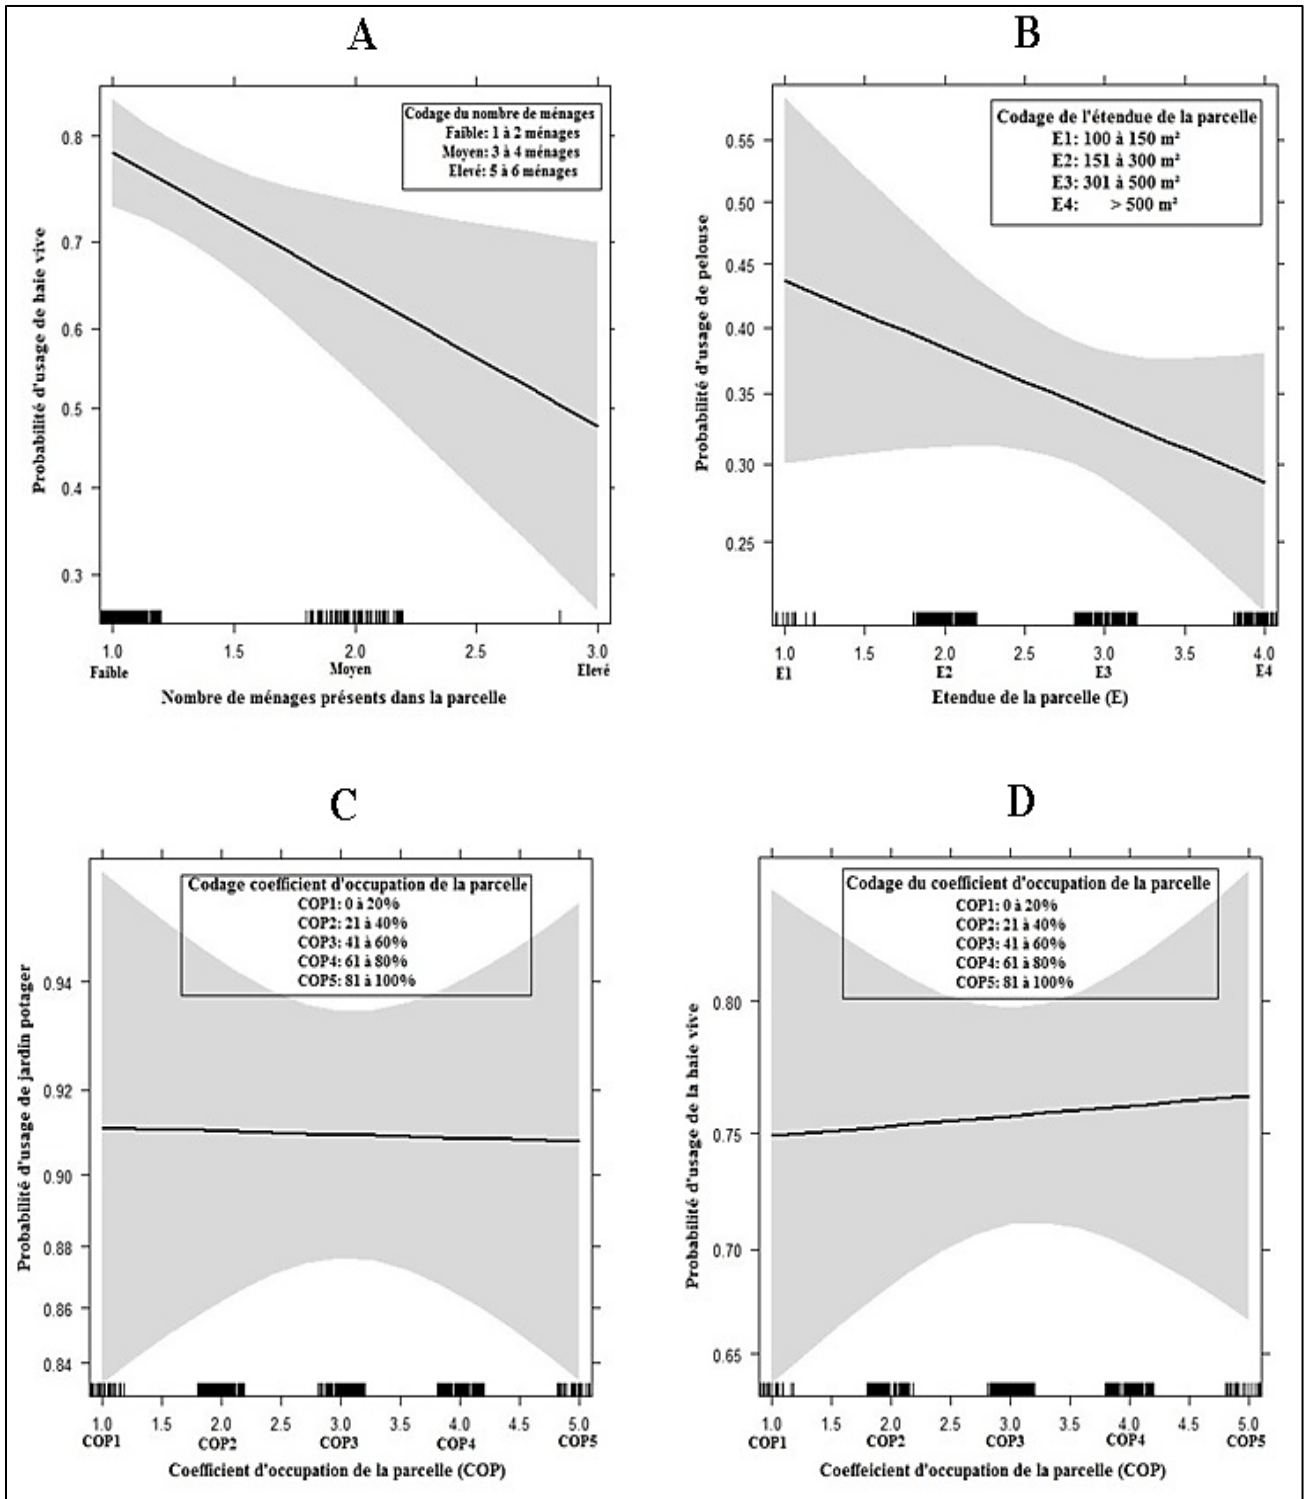 A
Codage du nombre de ménages
Faible: 1 à 2 ménages
Moyen: 3 à 4 ménages
Elevé: 5 à 6 ménages
Probabilité d'usage de haie vive
0.8
0.7
0.6
0.5
0.4
0.3
1.0 1.5 2.0 2.5 3.0
Faible Moyen Elevé
Nombre de ménages présents dans la parcelle
B
Codage de l'étendue de la parcelle
E1: 100 à 150 m²
E2: 151 à 300 m²
E3: 301 à 500 m²
E4: > 500 m²
Probabilité d'usage de pelouse
0.55
0.50
0.45
0.40
0.35
0.30
0.25
1.0 1.5 2.0 2.5 3.0 3.5 4.0
E1 E2 E3 E4
Etendue de la parcelle (E)
C
Codage coefficient d'occupation de la parcelle
COP1: 0 à 20%
COP2: 21 à 40%
COP3: 41 à 60%
COP4: 61 à 80%
COP5: 81 à 100%
Probabilité d'usage de jardin potager
0.94
0.92
0.90
0.88
0.86
0.84
1.0 1.5 2.0 2.5 3.0 3.5 4.0 4.5 5.0
COP1 COP2 COP3 COP4 COP5
Coefficient d'occupation de la parcelle (COP)
D
Codage du coefficient d'occupation de la parcelle
COP1: 0 à 20%
COP2: 21 à 40%
COP3: 41 à 60%
COP4: 61 à 80%
COP5: 81 à 100%
Probabilité d'usage de la haie vive
0.80
0.75
0.70
0.65
1.0 1.5 2.0 2.5 3.0 3.5 4.0 4.5 5.0
COP1 COP2 COP3 COP4 COP5
Coeffeicient d'occupation de la parcelle (COP)